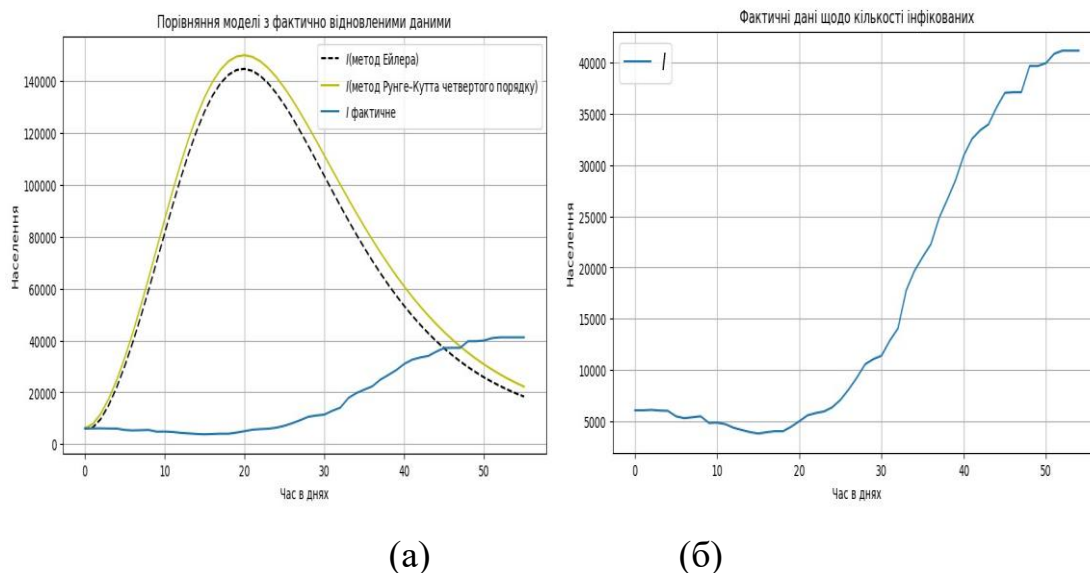 Порівняння моделі з фактично відновленими даними
I(метод Ейлера)
I(метод Рунге-Кутта четвертого порядку)
I фактичне
140000
120000
100000
80000
60000
40000
20000
0
Населення
0 10 20 30 40 50
Час в днях
(а)
Фактичні дані щодо кількості інфікованих
I
40000
35000
30000
25000
20000
15000
10000
5000
Населення
0 10 20 30 40 50
Час в днях
(б)